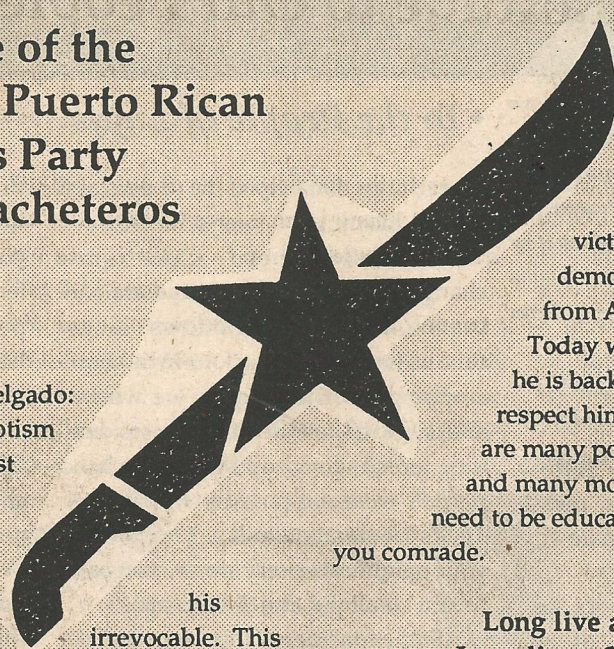 e of the
Puerto Rican
s Party
acheteros
elgado:
otism
st
his
irrevocable. This
vict
demo
from A
Today w
he is back
respect him
are many po
and many mo
need to be educa
you comrade.
Long live a